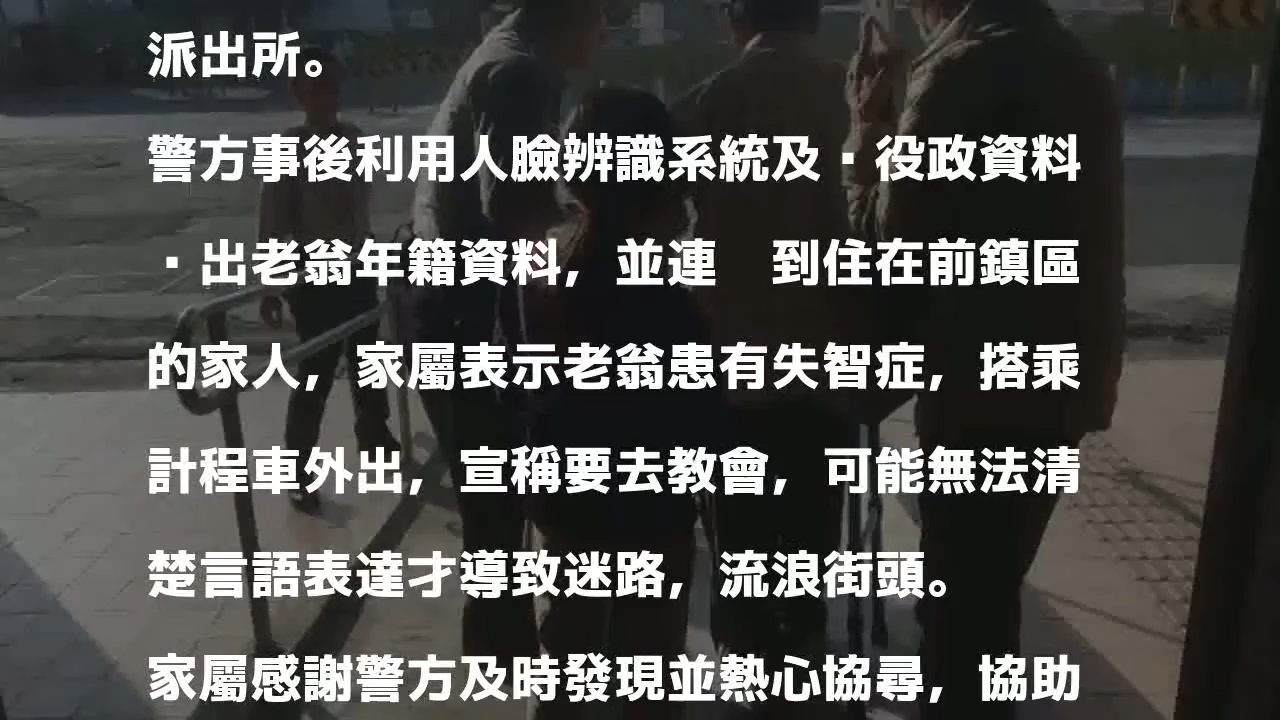 派出所。
警方事後利用人臉辨識系統及▪役政資料
▪出老翁年籍資料，並連　到住在前鎮區
的家人，家屬表示老翁患有失智症，搭乘
計程車外出，宣稱要去教會，可能無法清
楚言語表達才導致迷路，流浪街頭。
家屬感謝警方及時發現並熱心協尋，協助